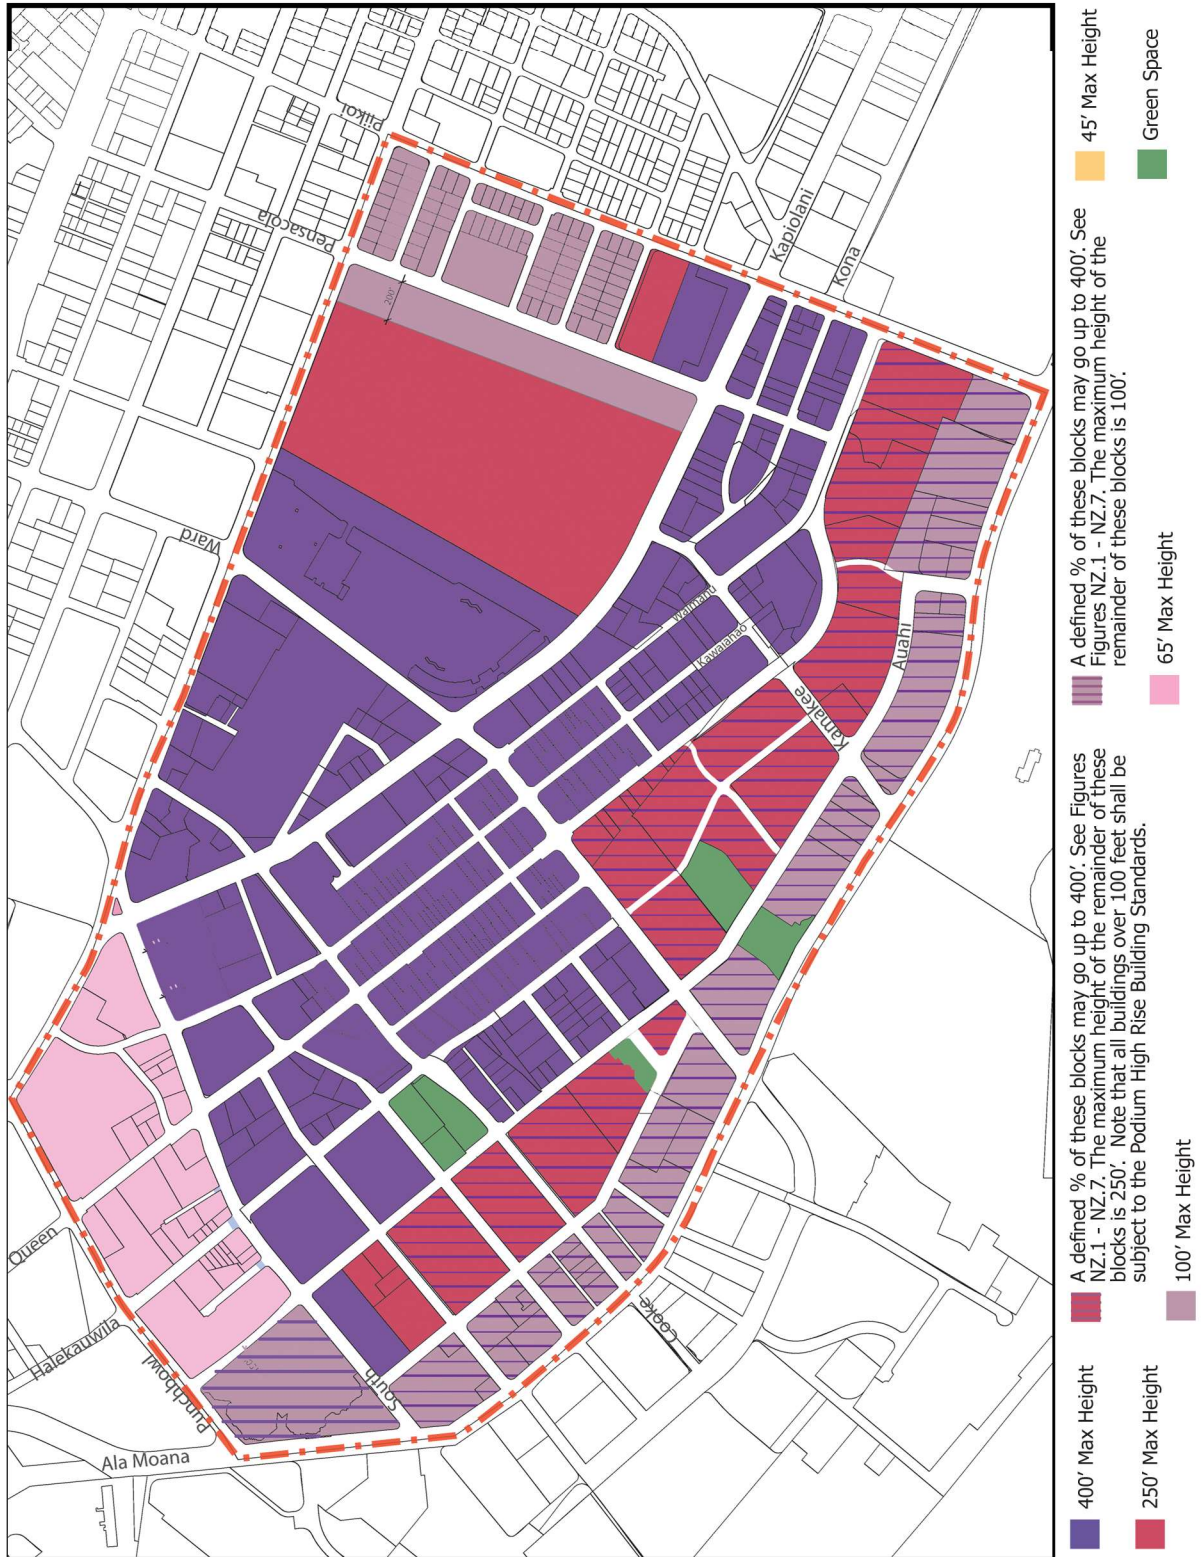 Piikoi
Pensacola
Ward
Kapiolani
Kona
200'
Waimanu
Kawaiahao
Auahi
Kamakee
Queen
Halekauwila
Punchbowl
South
Cooke
Ala Moana
400' Max Height
250' Max Height
A defined % of these blocks may go up to 400'. See Figures
NZ.1 - NZ.7. The maximum height of the remainder of these
blocks is 250'. Note that all buildings over 100 feet shall be
subject to the Podium High Rise Building Standards.
100' Max Height
A defined % of these blocks may go up to 400'. See
Figures NZ.1 - NZ.7. The maximum height of the
remainder of these blocks is 100'.
65' Max Height
45' Max Height
Green Space